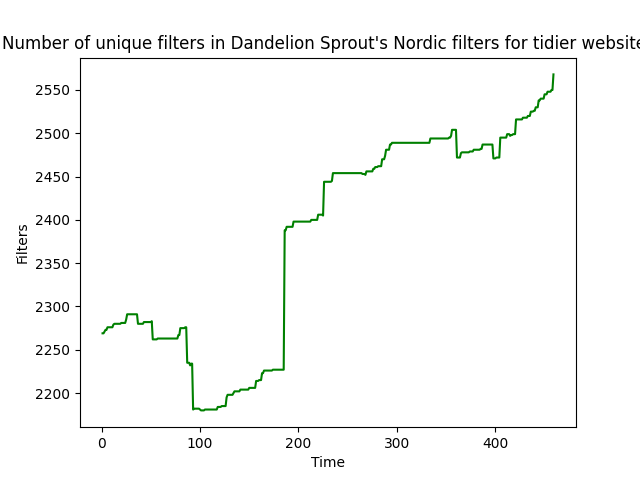 Number of unique filters in Dandelion Sprout's Nordic filters for tidier website
2550
2500
2450
2400
2350
2300
2250
2200
Filters
0 100 200 300 400
Time